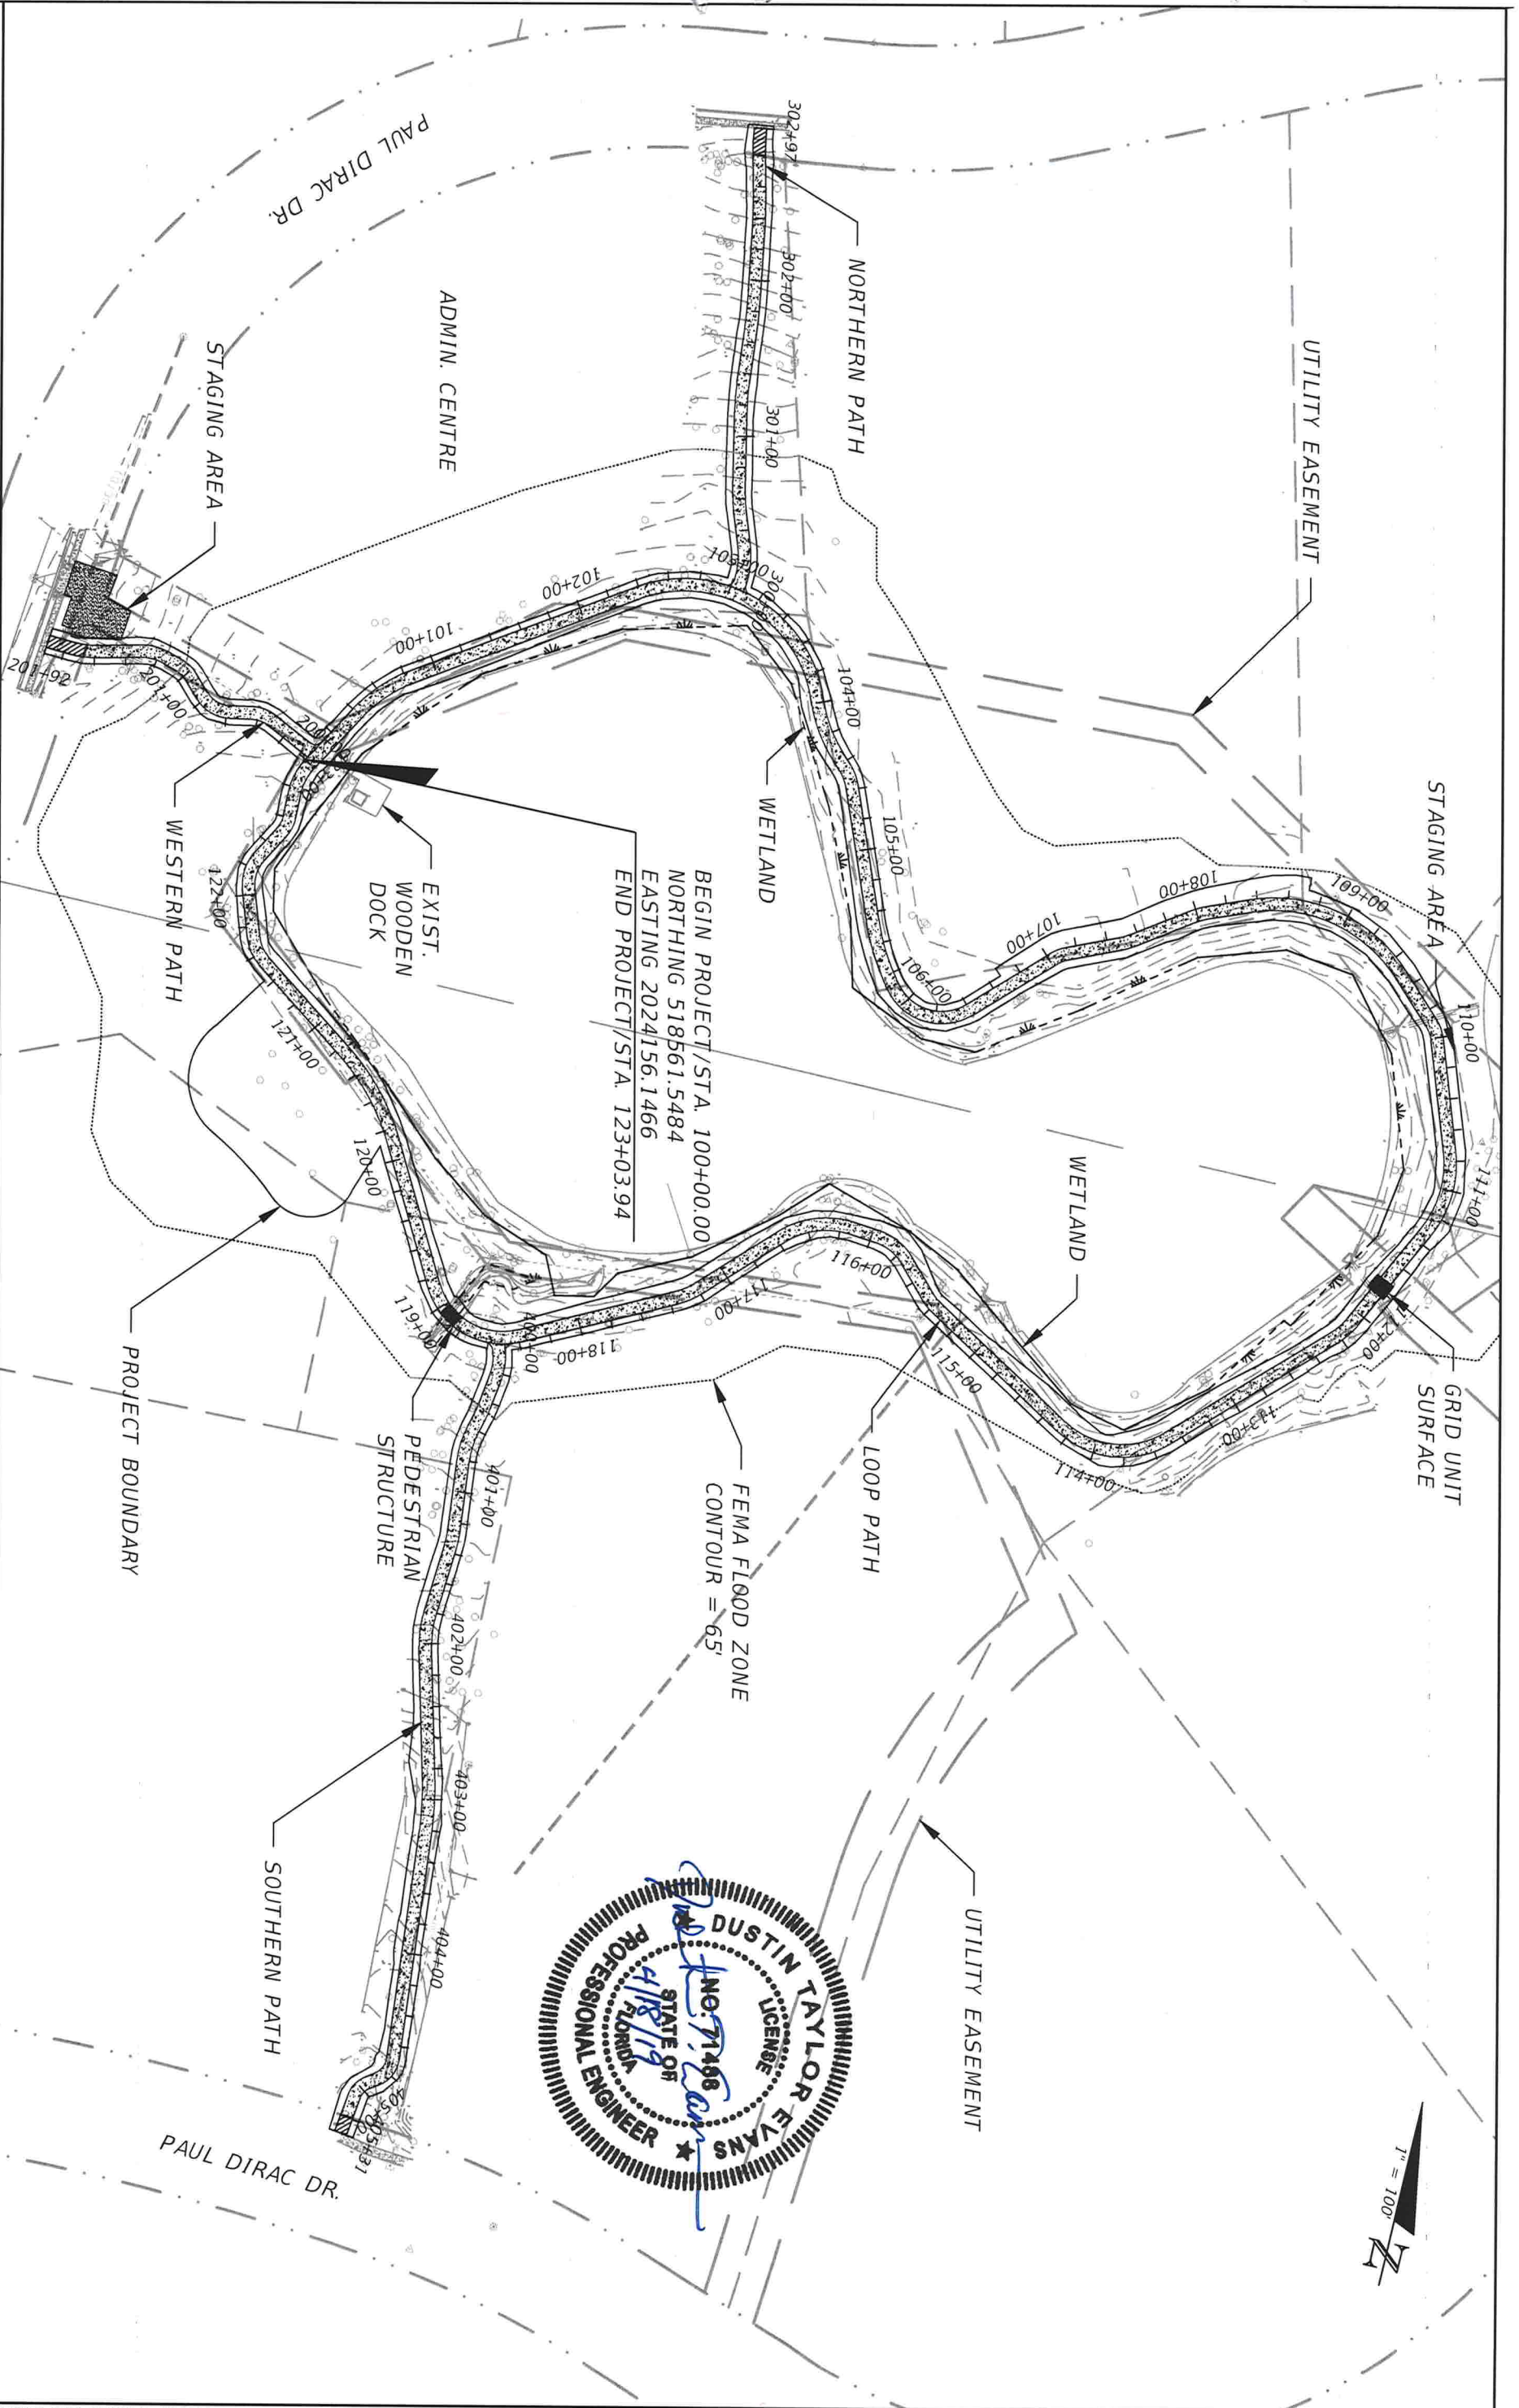 PAUL DIRAC DR.
302+97
NORTHERN PATH
302+00
301+00
UTILITY EASEMENT
ADMIN. CENTRE
STAGING AREA
103+00
102+00
101+00
201+92
201+00
WESTERN PATH
EXIST.
WOODEN
DOCK
WETLAND
104+00
105+00
106+00
107+00
108+00
109+00
STAGING AREA
110+00
111+00
GRID UNIT
SURFACE
113+00
114+00
115+00
116+00
117+00
118+00
119+00
120+00
121+00
122+00
BEGIN PROJECT/STA. 100+00.00
NORTHING 518561.5484
EASTING 2024156.1466
END PROJECT/STA. 123+03.94
WETLAND
LOOP PATH
FEMA FLOOD ZONE
CONTOUR = 65'
PEDESTRIAN
STRUCTURE
PROJECT BOUNDARY
400+00
401+00
402+00
403+00
404+00
SOUTHERN PATH
UTILITY EASEMENT
DUSTIN TAYLOR EVANS
LICENSE
STATE OF
FLORIDA
PROFESSIONAL ENGINEER
4/18/19
PAUL DIRAC DR.
1" = 100'
N